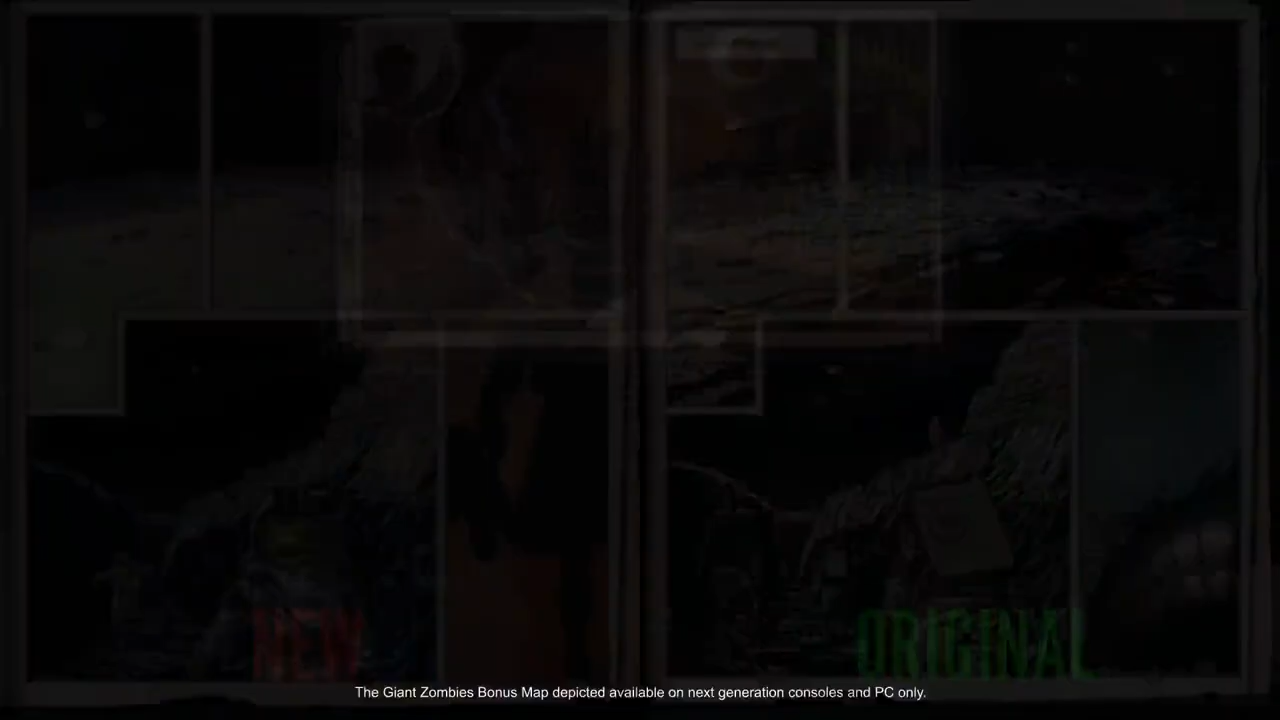 NEW
ORIGINAL
The Giant Zombies Bonus Map depicted available on next generation consoles and PC only.